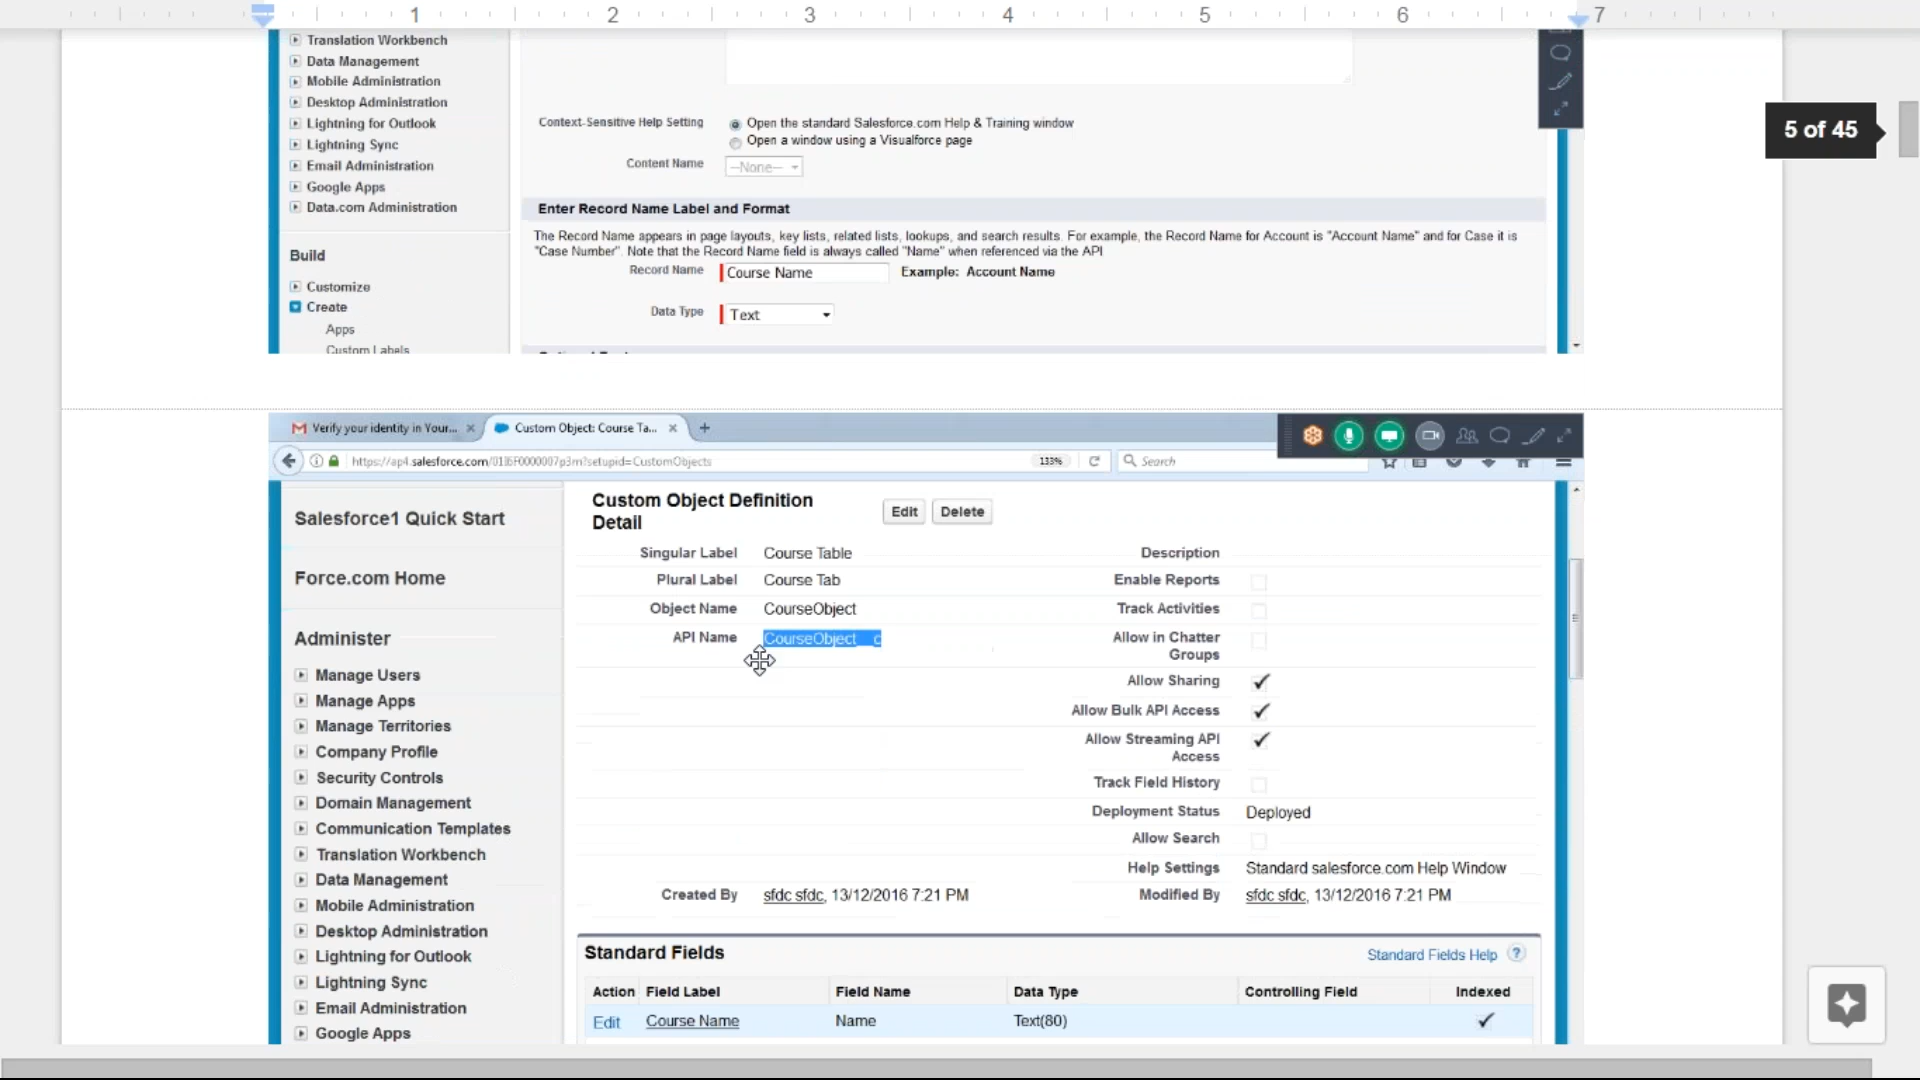 1 2 3 4 5 6 7
Translation Workbench
Data Management
Mobile Administration
Desktop Administration
Lightning for Outlook
Lightning Sync
Email Administration
Google Apps
Data.com Administration
Build
Customize
Create
Apps
Custom Labels
Context-Sensitive Help Setting
Open the standard Salesforce.com Help & Training window
Open a window using a Visualforce page
Content Name --None--
Enter Record Name Label and Format
The Record Name appears in page layouts, key lists, related lists, lookups, and search results. For example, the Record Name for Account is "Account Name" and for Case it is
"Case Number". Note that the Record Name field is always called "Name" when referenced via the API
Record Name Course Name Example: Account Name
Data Type Text
5 of 45
Verify your identity in Your... Custom Object: Course Ta...
133% Search
Salesforce1 Quick Start
Force.com Home
Administer
Manage Users
Manage Apps
Manage Territories
Company Profile
Security Controls
Domain Management
Communication Templates
Translation Workbench
Data Management
Mobile Administration
Desktop Administration
Lightning for Outlook
Lightning Sync
Email Administration
Google Apps
Custom Object Definition
Detail
Edit Delete
Singular Label Course Table
Plural Label Course Tab
Object Name CourseObject
API Name CourseObject__c
Created By sfdc sfdc, 13/12/2016 7:21 PM
Description
Enable Reports
Track Activities
Allow in Chatter
Groups
Allow Sharing
Allow Bulk API Access
Allow Streaming API
Access
Track Field History
Deployment Status Deployed
Allow Search
Help Settings Standard salesforce.com Help Window
Modified By sfdc sfdc, 13/12/2016 7:21 PM
Standard Fields Standard Fields Help ?
Action Field Label Field Name Data Type Controlling Field Indexed
Edit Course Name Name Text(80)